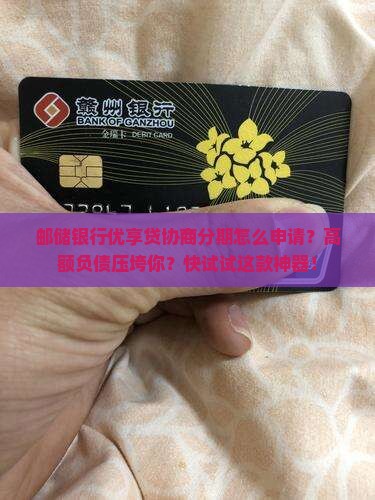 赣州银行
BANK OF GANZHOU
金瑞卡 DEBIT CARD
邮储银行优享贷协商分期怎么申请？高
额负债压垮你？快试试这款神器！